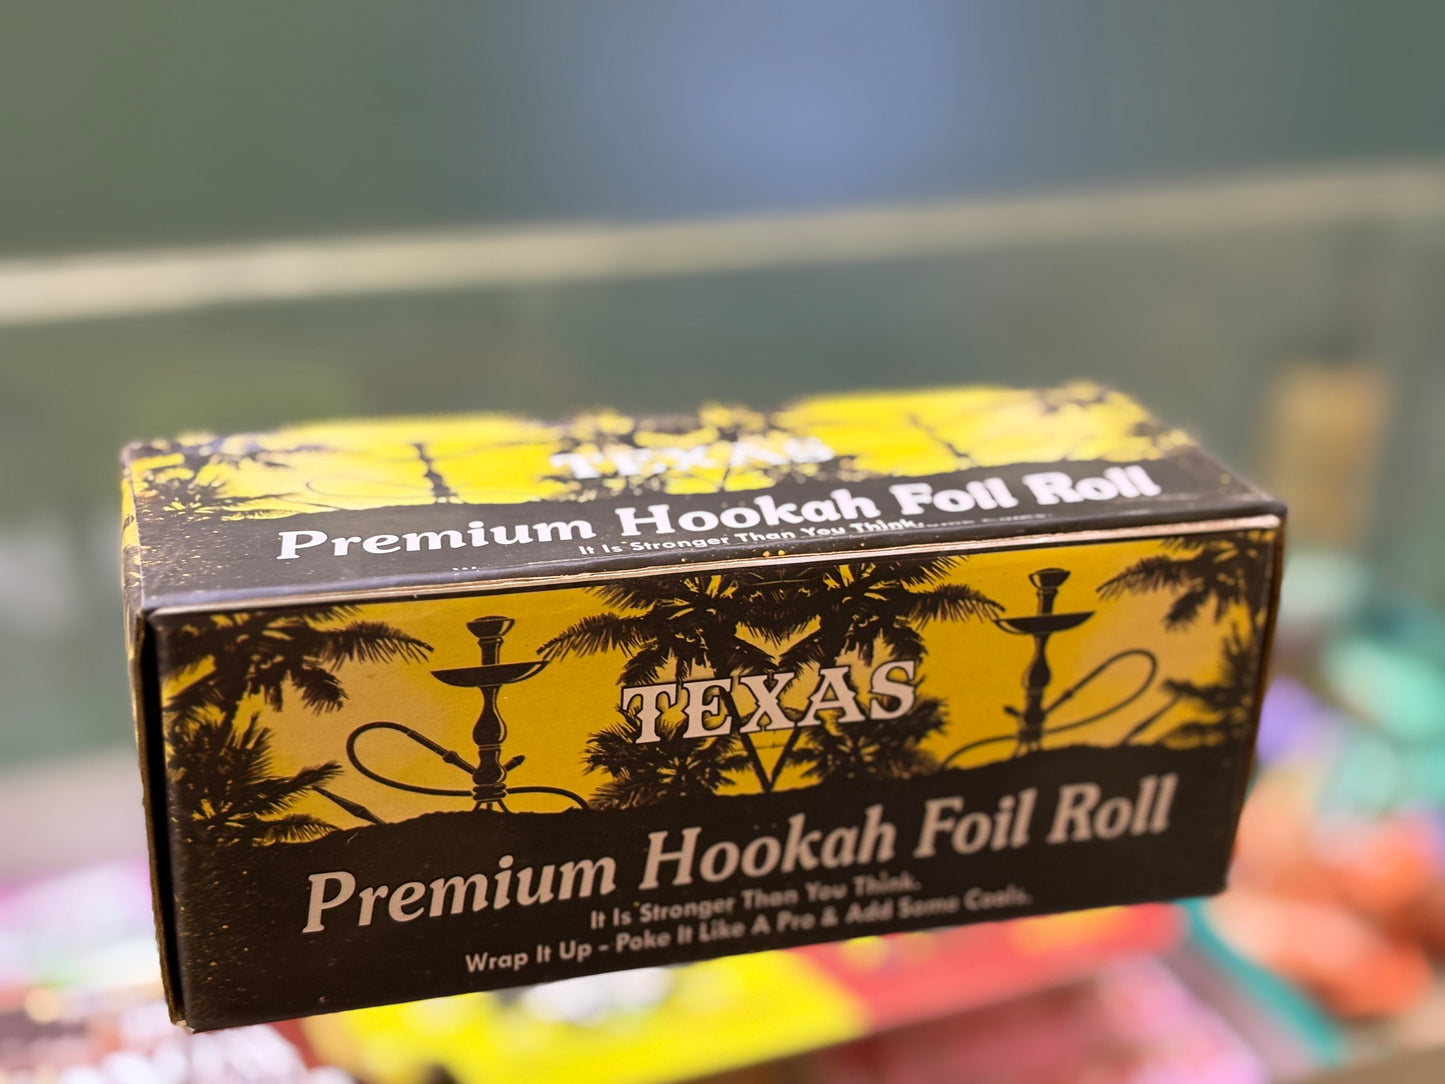 TEXAS
Premium Hookah Foil Roll
It Is Stronger Than You Think.
TEXAS
Premium Hookah Foil Roll
It Is Stronger Than You Think.
Wrap It Up - Poke It Like A Pro & Add Some Coals.